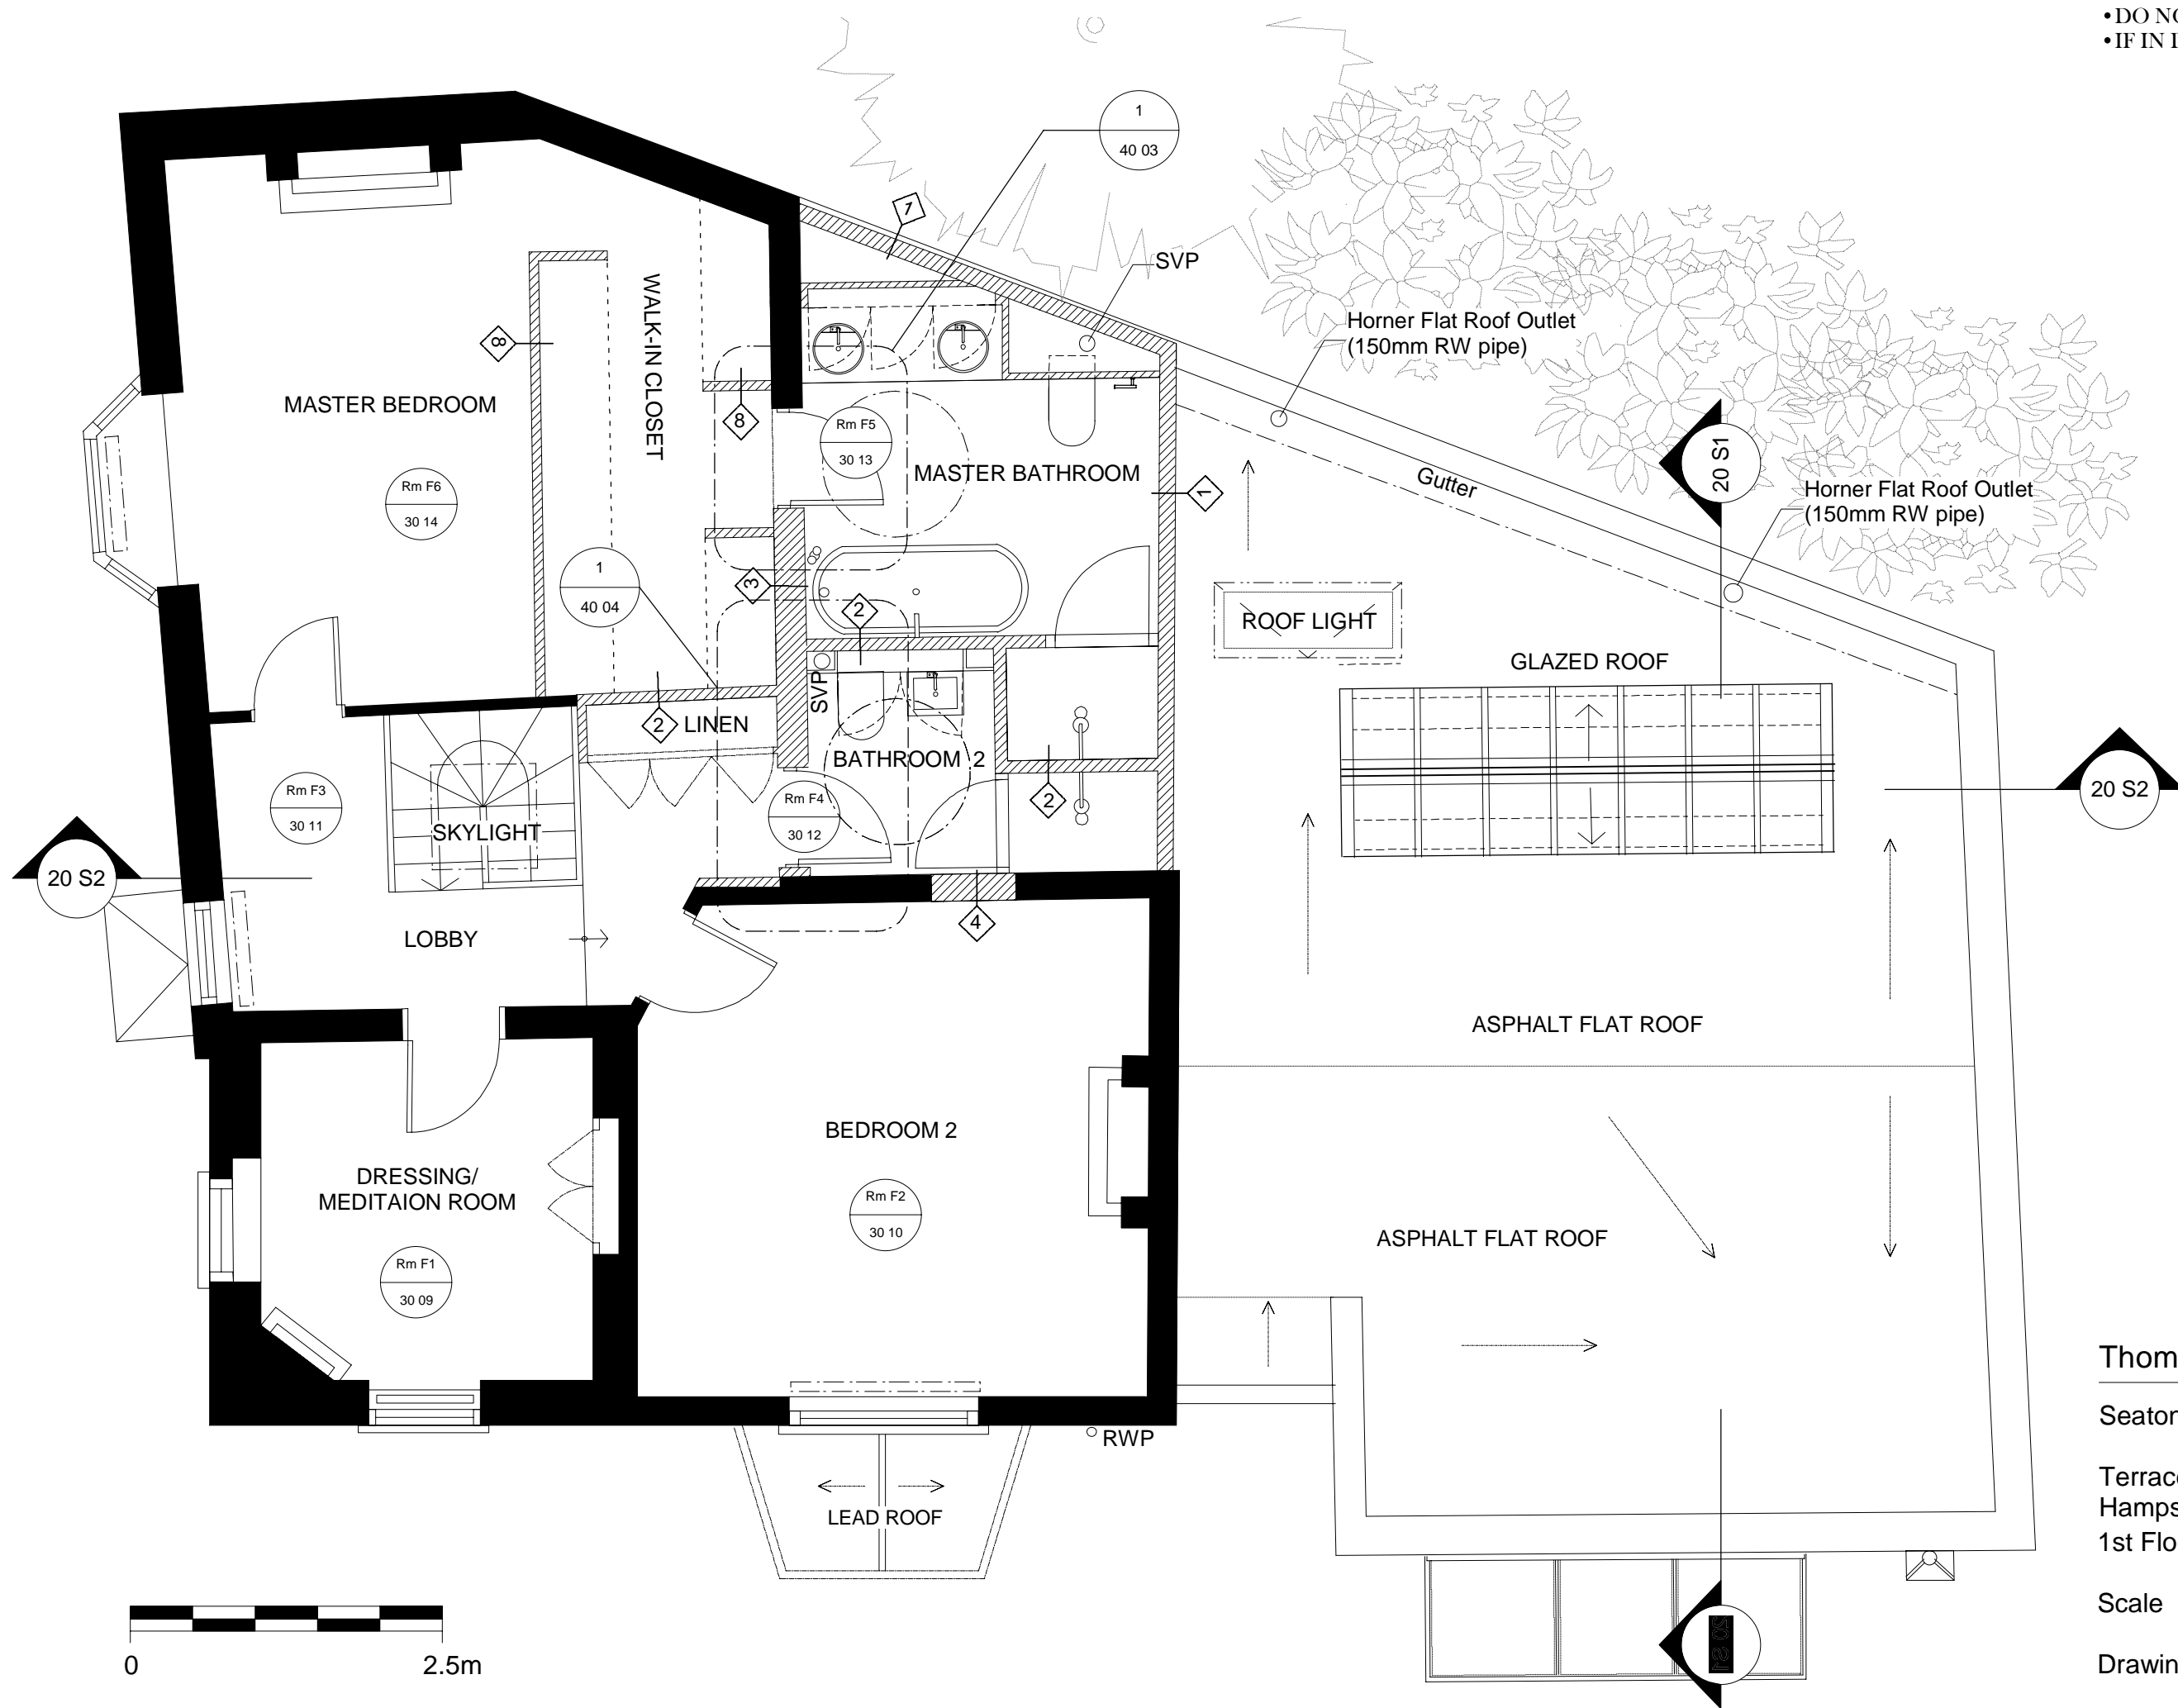 •DO NO
•IF IN D
1
40 03
1
SVP
Horner Flat Roof Outlet
(150mm RW pipe)
WALK-IN CLOSET
8
MASTER BEDROOM
8
Rm F5
30 13
MASTER BATHROOM
20 S1
Gutter
Horner Flat Roof Outlet
(150mm RW pipe)
Rm F6
30 14
1
1
40 04
3
2
ROOF LIGHT
GLAZED ROOF
SVP
2
LINEN
BATHROOM 2
Rm F3
30 11
Rm F4
30 12
2
20 S2
SKYLIGHT
20 S2
4
LOBBY
ASPHALT FLAT ROOF
BEDROOM 2
DRESSING/
MEDITAION ROOM
Rm F2
30 10
ASPHALT FLAT ROOF
Rm F1
30 09
Thom
Seaton
RWP
Terrace
Hamps
LEAD ROOF
1st Flo
Scale
20 S1
0
2.5m
Drawin